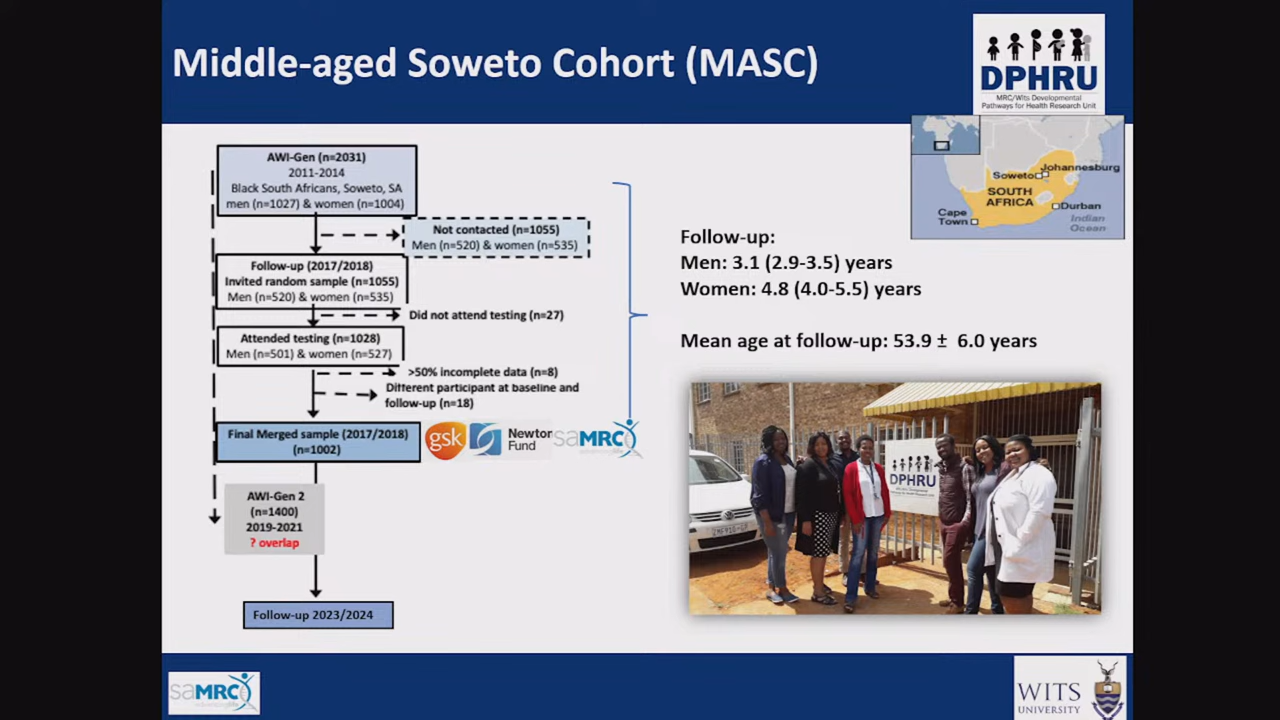 Middle-aged Soweto Cohort (MASC)
DPHRU
MRC/Wits Developmental
Pathways for Health Research Unit
AWI-Gen (n=2031)
2011-2014
Black South Africans, Soweto, SA
men (n=1027) & women (n=1004)
Not contacted (n=1055)
Men (n=520) & women (n=535)
Follow-up (2017/2018)
Invited random sample (n=1055)
Men (n=520) & women (n=535)
Did not attend testing (n=27)
Attended testing (n=1028)
Men (n=501) & women (n=527)
>50% incomplete data (n=8)
Different participant at baseline and
follow-up (n=18)
Final Merged sample (2017/2018)
(n=1002)
gsk
Newton
Fund
saMRC
AWI-Gen 2
(n=1400)
2019-2021
? overlap
Follow-up 2023/2024
Johannesburg
Soweto
SOUTH
AFRICA
Durban
Cape
Town
Indian
Ocean
Follow-up:
Men: 3.1 (2.9-3.5) years
Women: 4.8 (4.0-5.5) years
Mean age at follow-up: 53.9 ± 6.0 years
DPHRU
saMRC
WITS
UNIVERSITY